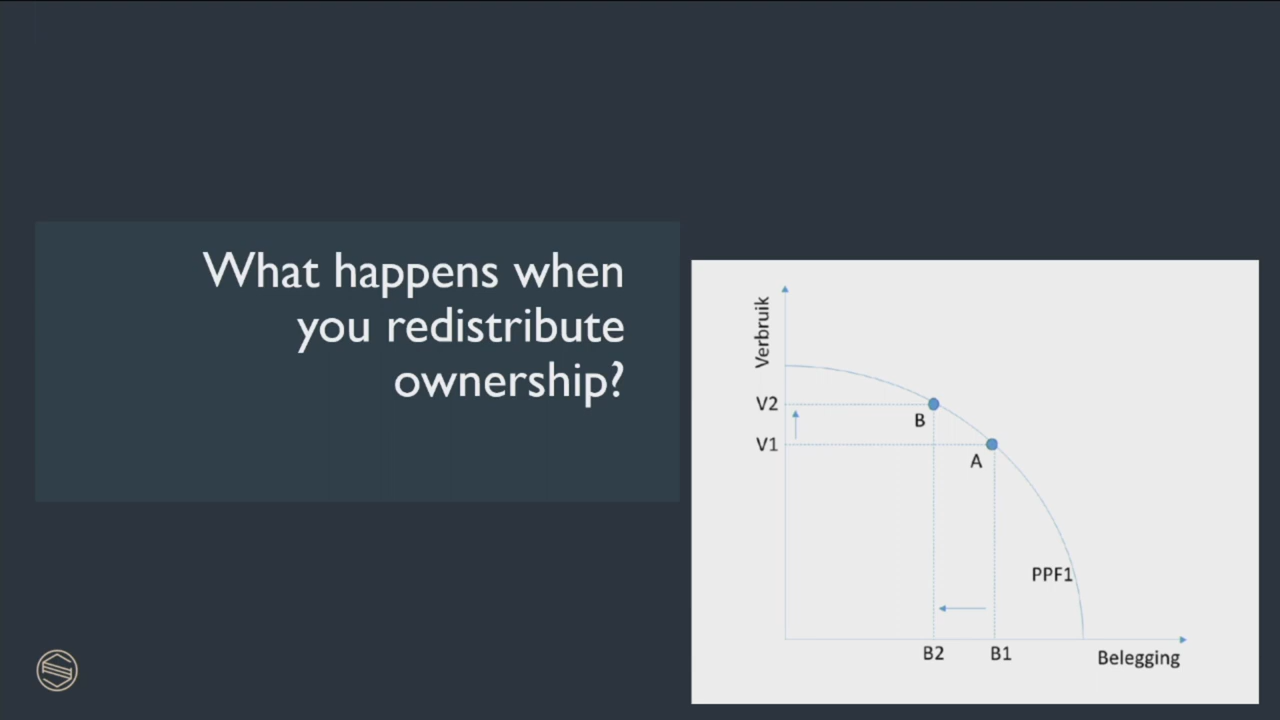 What happens when
you redistribute
ownership?
Verbruik
V2
B
V1
A
PPF1
B2
B1
Belegging